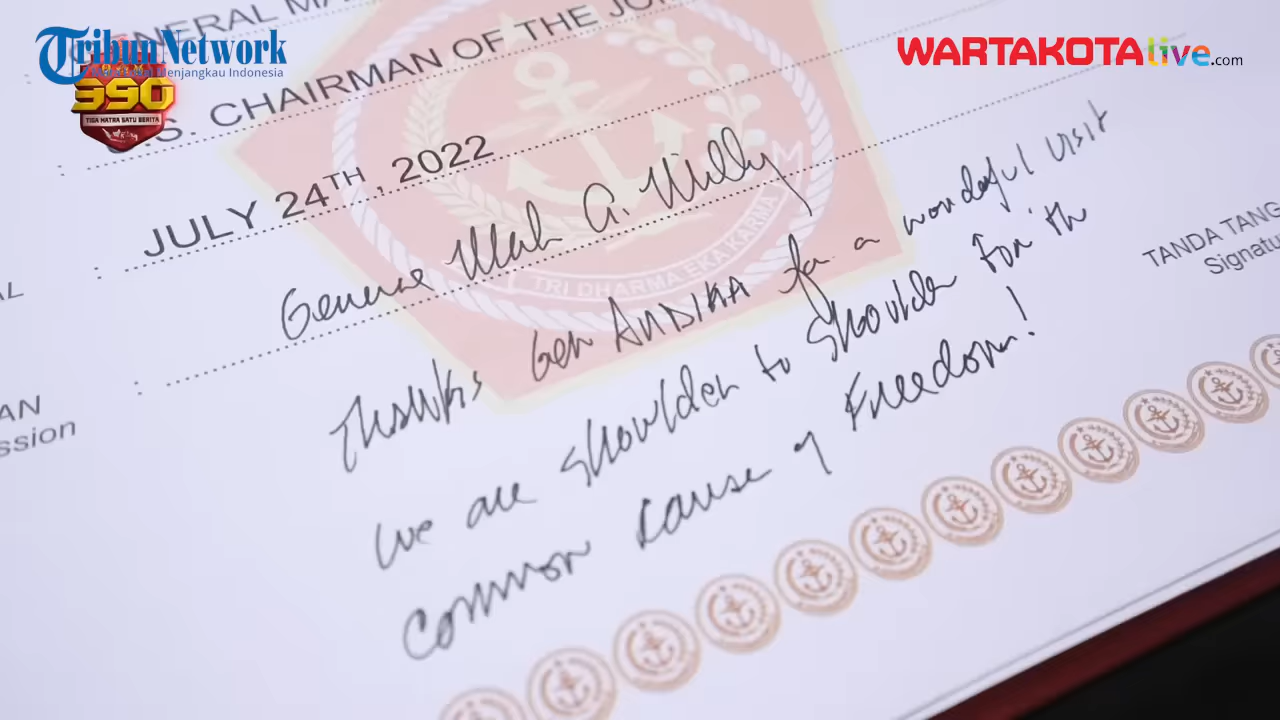 Tribun Network
Menjangkau Indonesia
WARTAKOTAlive.com
390
TIGA MATRA SATU BERITA
U.S. CHAIRMAN OF THE
JULY 24TH, 2022
General Mark A. Milley
THANKS Gen ANDIKA for a wonderful visit
We are shoulder to shoulder for the
common cause of Freedom!
TRI DHARMA EKA KARMA
TANDA TANG
Signatu
AN
ssion